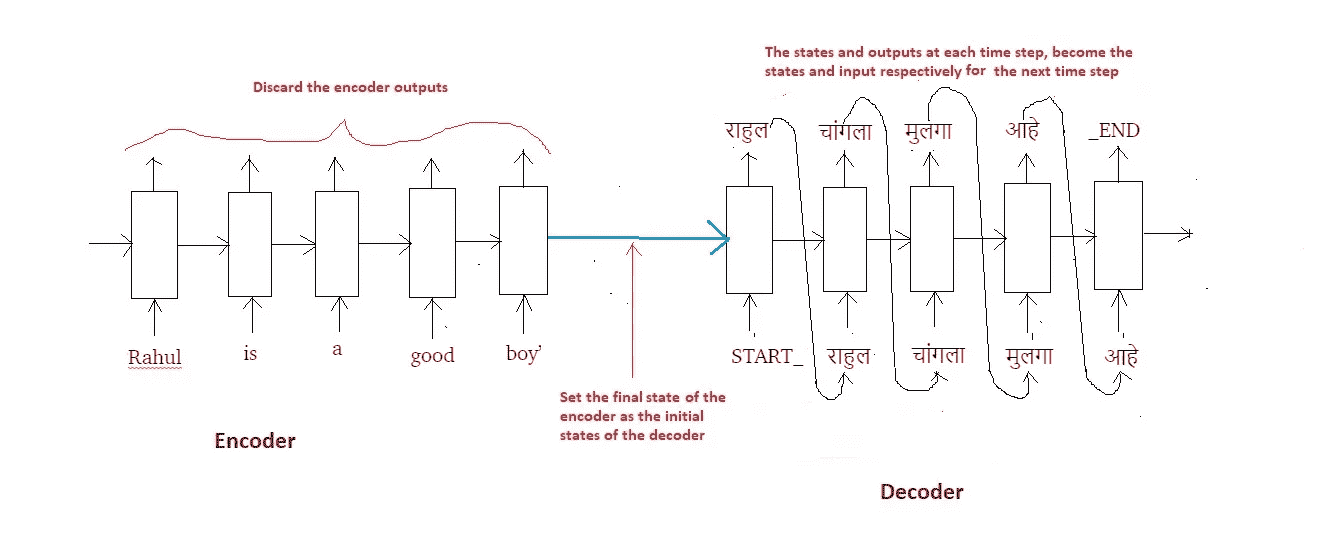 The states and outputs at each time step, become the
states and input respectively for the next time step
Discard the encoder outputs
राहुल चांगला मुलगा आहे _END
Rahul is a good boy'
START_ राहुल चांगला मुलगा आहे
Set the final state of the
encoder as the initial
states of the decoder
Encoder
Decoder